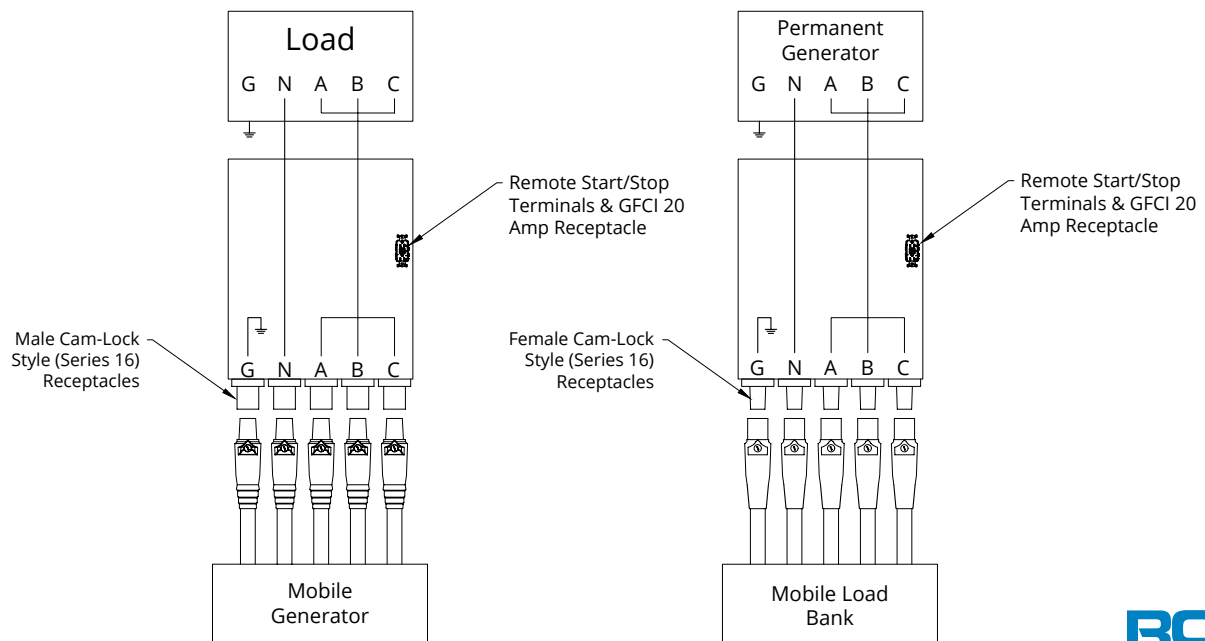 Load
G N A B C
Remote Start/Stop
Terminals & GFCI 20
Amp Receptacle
Male Cam-Lock
Style (Series 16)
Receptacles
G N A B C
Mobile
Generator
Permanent
Generator
G N A B C
Remote Start/Stop
Terminals & GFCI 20
Amp Receptacle
Female Cam-Lock
Style (Series 16)
Receptacles
G N A B C
Mobile Load
Bank